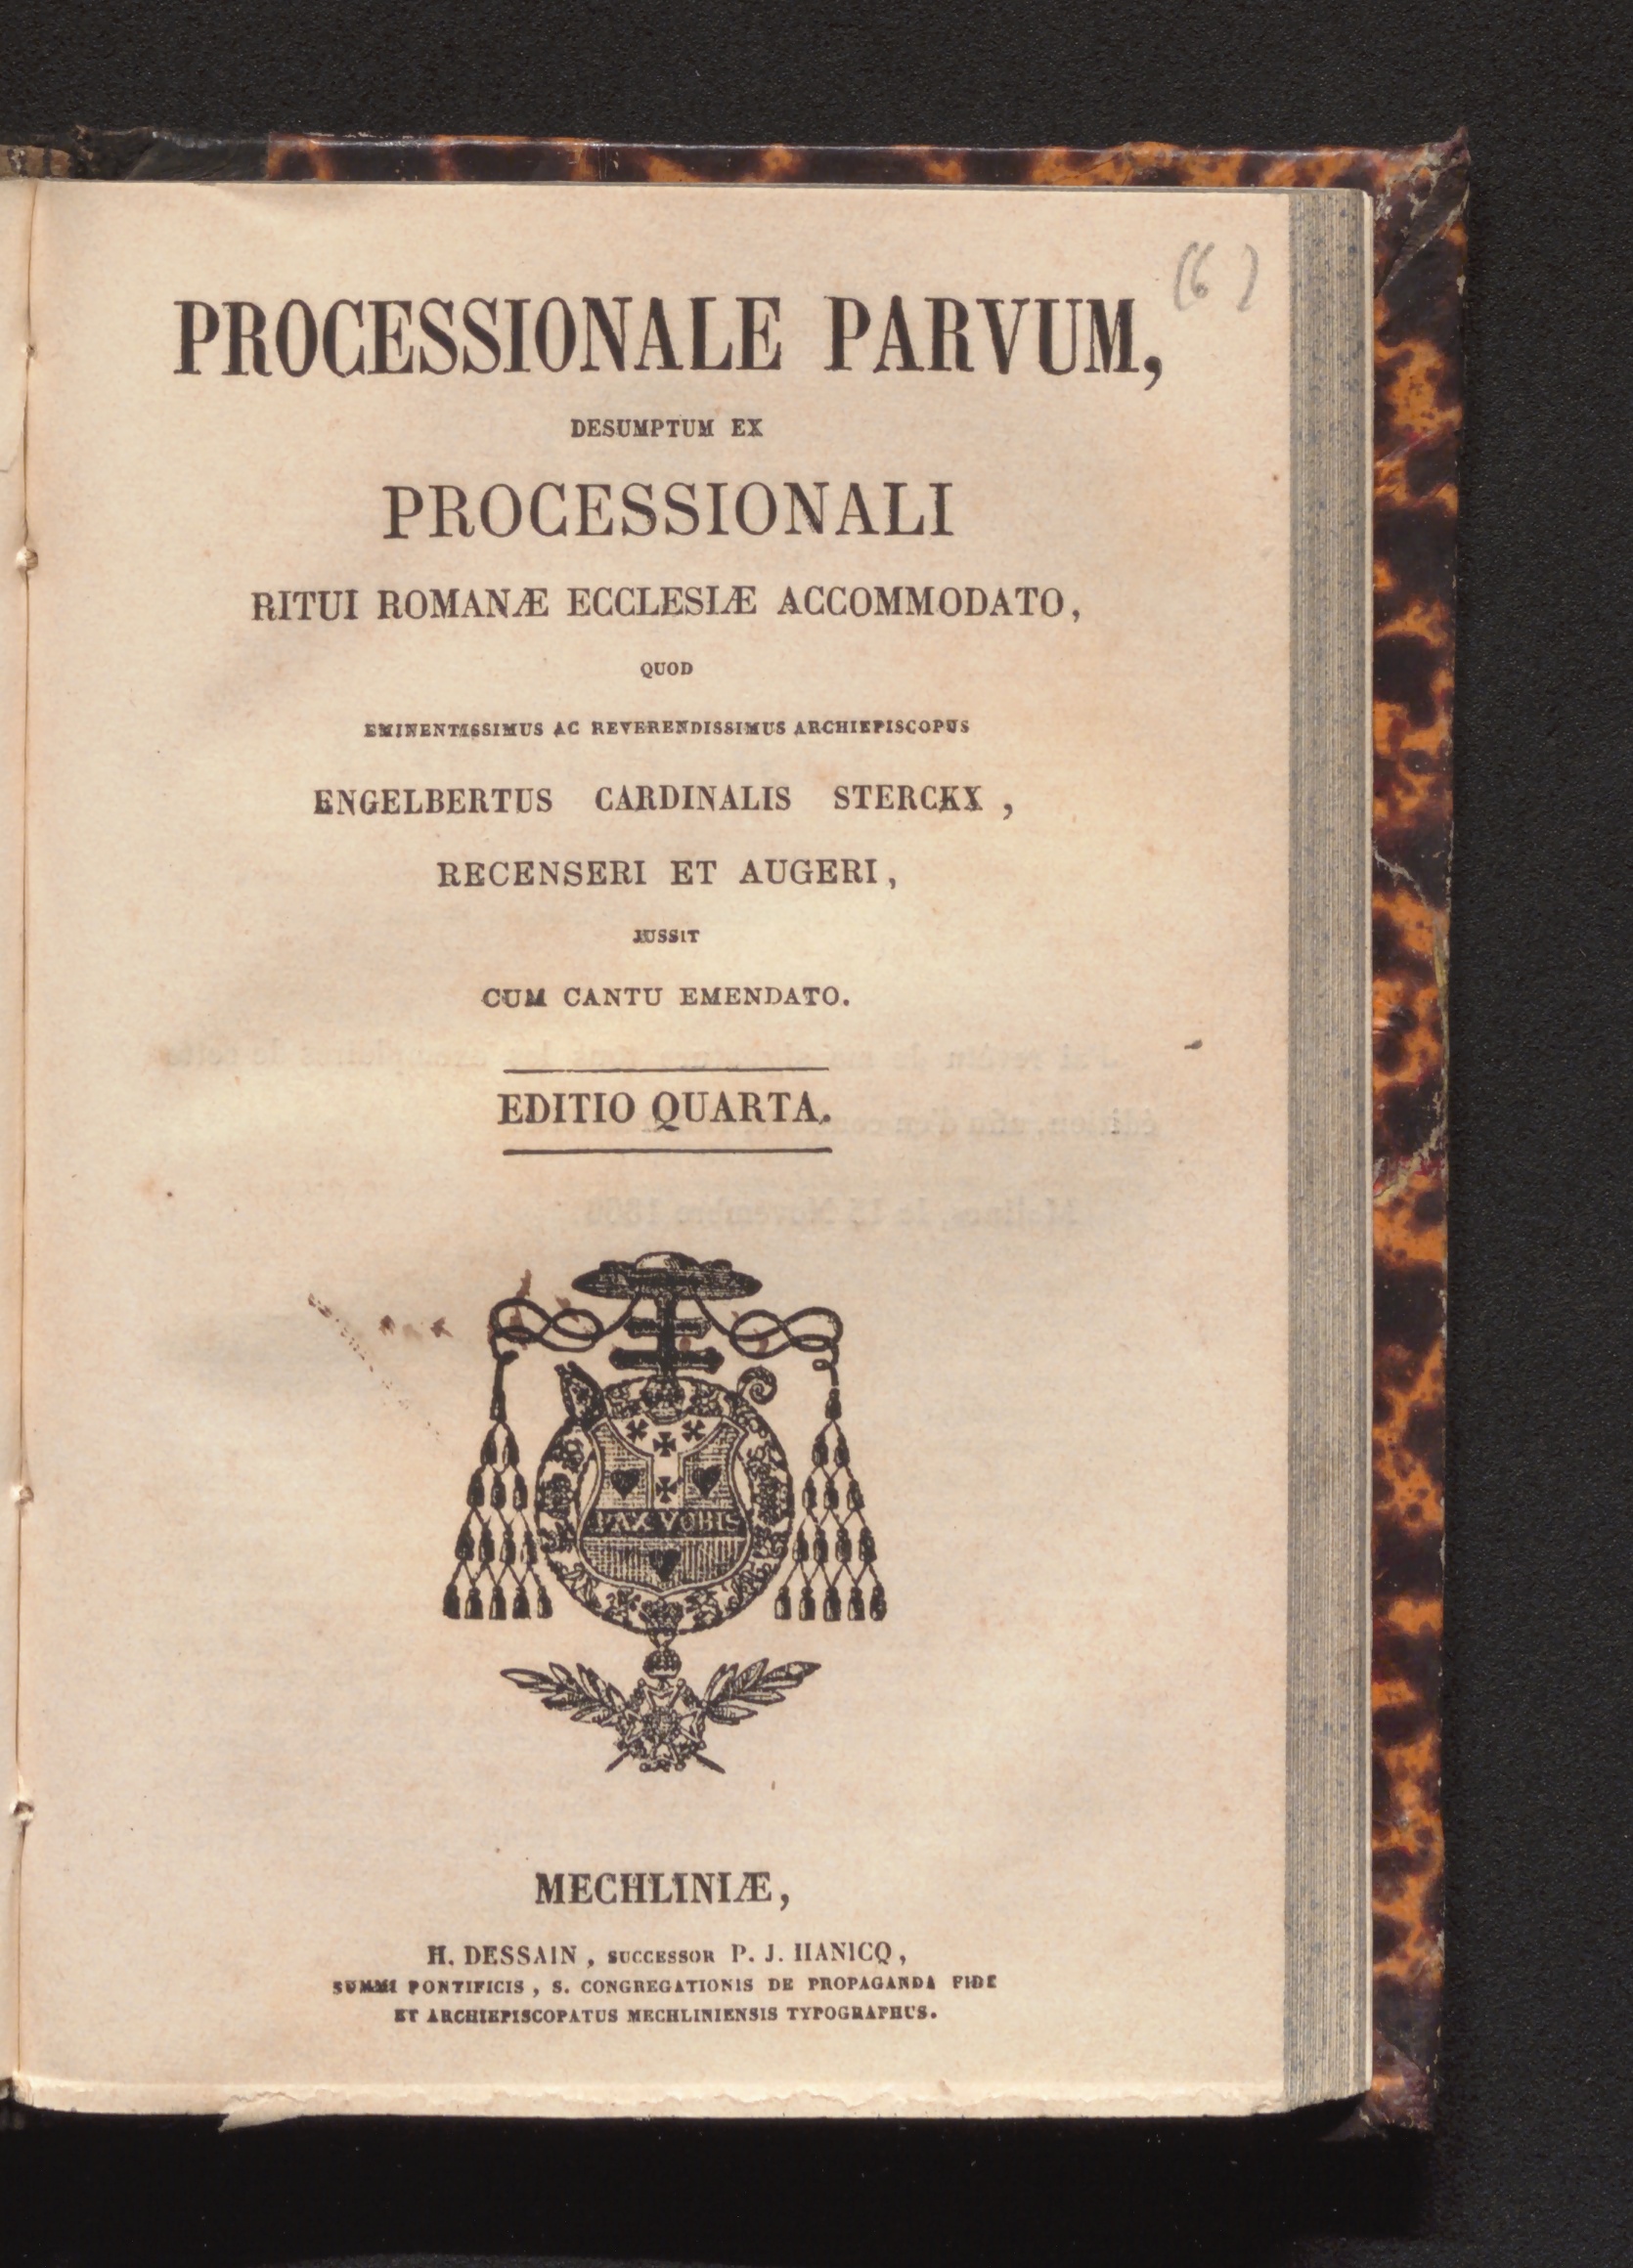 (6)
PROCESSIONALE PARVUM,
DESUMPTUM EX
PROCESSIONALI
RITUI ROMANÆ ECCLESIÆ ACCOMMODATO,
QUOD
EMINENTISSIMUS AC REVERENDISSIMUS ARCHIEPISCOPUS
ENGELBERTUS CARDINALIS STERCKX,
RECENSERI ET AUGERI,
JUSSIT
CUM CANTU EMENDATO.
EDITIO QUARTA.
PAX VOBIS
MECHLINIÆ,
H. DESSAIN, SUCCESSOR P. J. HANICQ,
SUMMI PONTIFICIS, S. CONGREGATIONIS DE PROPAGANDA FIDE
ET ARCHIEPISCOPATUS MECHLINIENSIS TYPOGRAPHUS.